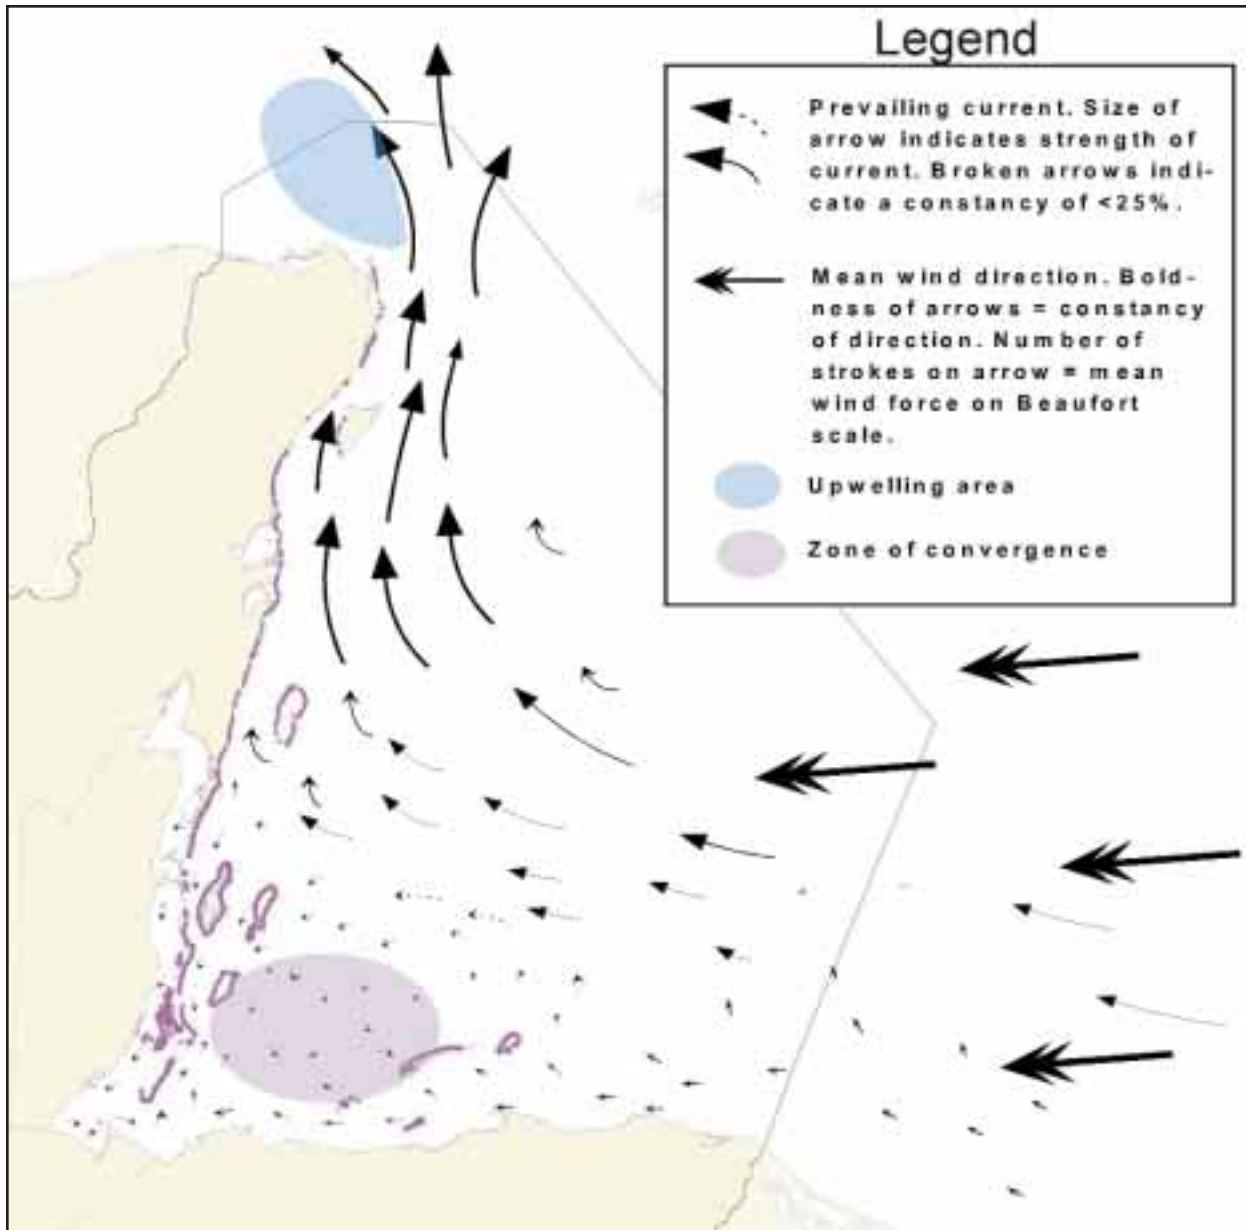 Legend
Prevailing current. Size of
arrow indicates strength of
current. Broken arrows indi-
cate a constancy of <25%.
Mean wind direction. Bold-
ness of arrows = constancy
of direction. Number of
strokes on arrow = mean
wind force on Beaufort
scale.
Upwelling area
Zone of convergence